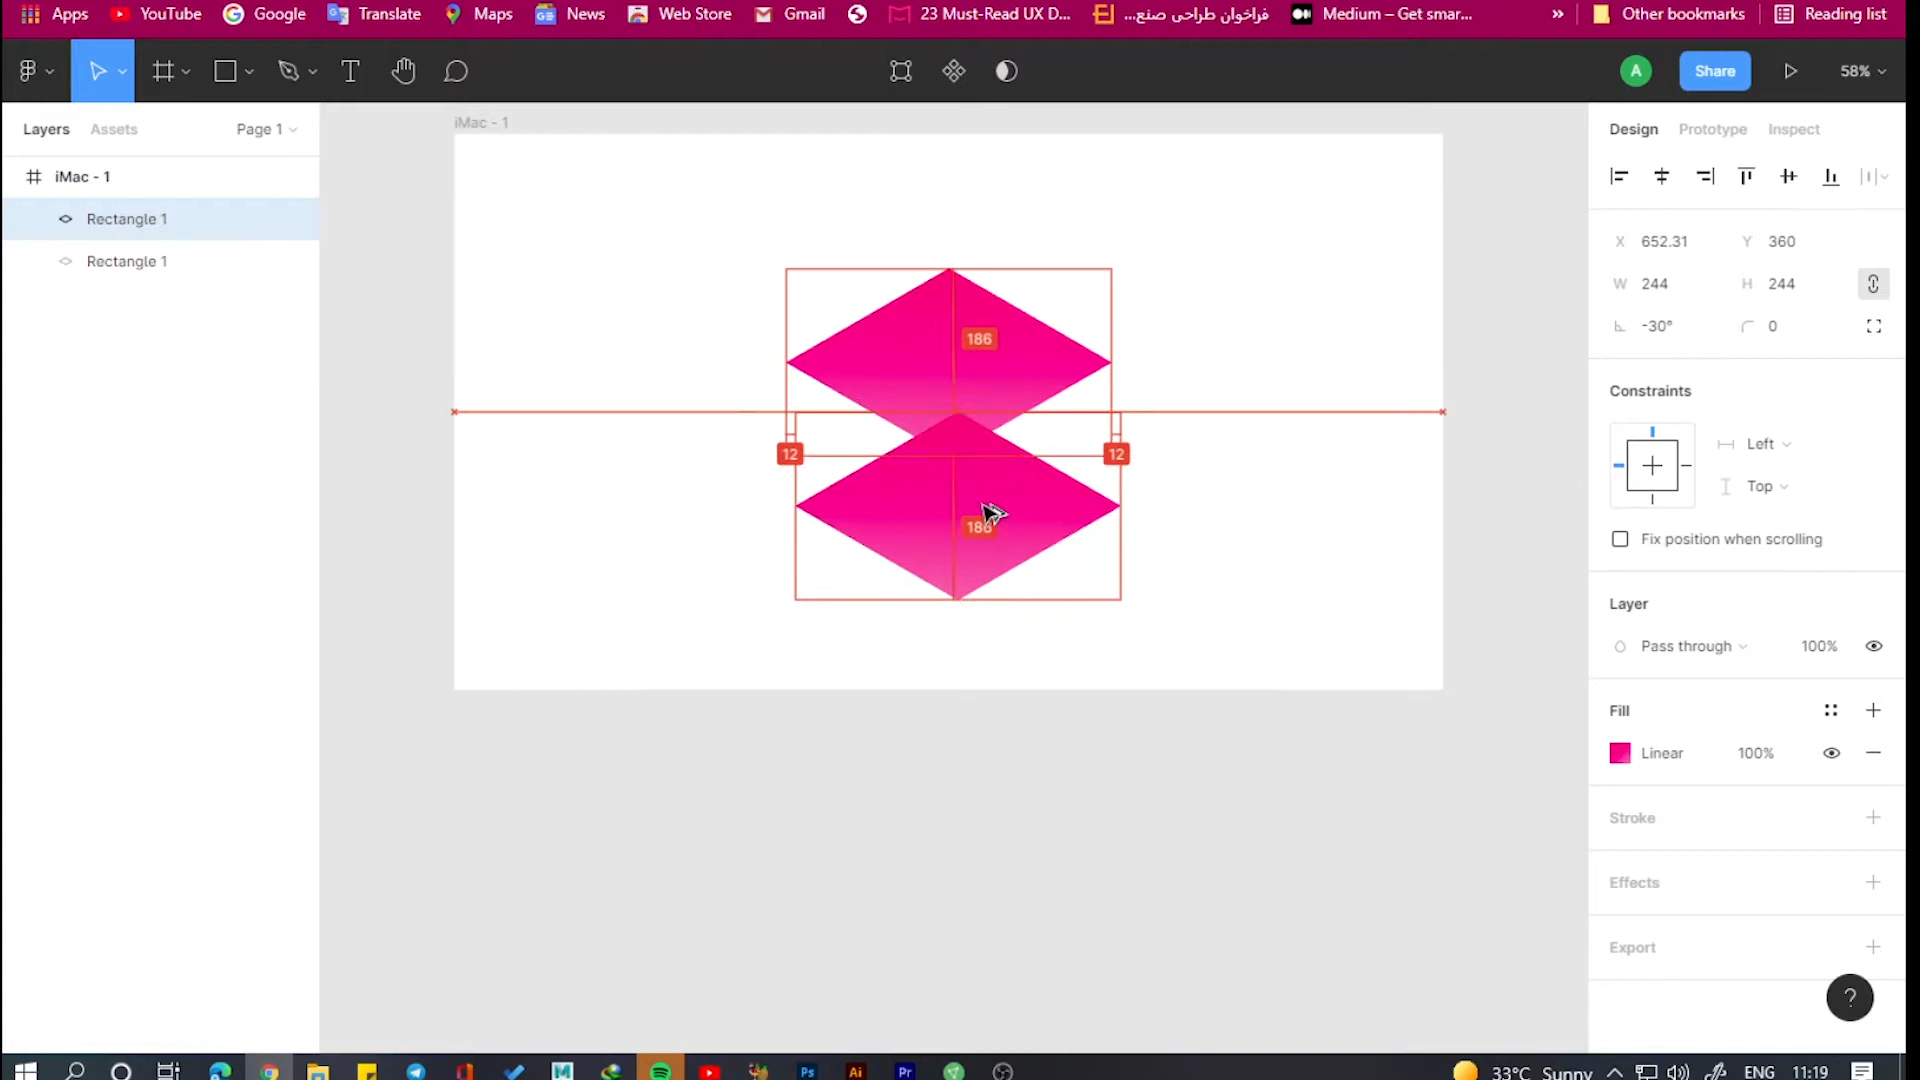 Apps YouTube Google Translate Maps News Web Store Gmail 23 Must-Read UX D... فراخوان طراحی صنع... Medium – Get smar... » Other bookmarks Reading list
A Share 58%
Layers Assets Page 1
iMac - 1
iMac - 1
Rectangle 1
Rectangle 1
186
12 12
186
Design Prototype Inspect
X 652.31 Y 360
W 244 H 244
-30° 0
Constraints
Left
Top
Fix position when scrolling
Layer
Pass through 100%
Fill
Linear 100%
Stroke
Effects
Export
?
M Ps Ai Pr 33°C Sunny ENG 11:19